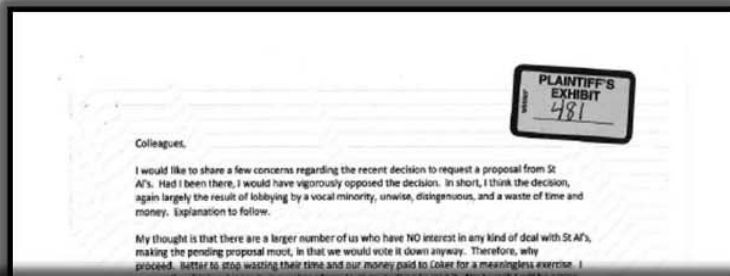 PLAINTIFF'S
EXHIBIT
481
Colleagues,
I would like to share a few concerns regarding the recent decision to request a proposal from St
Al's. Had I been there, I would have vigorously opposed the decision. In short, I think the decision,
again largely the result of lobbying by a vocal minority, unwise, disingenuous, and a waste of time and
money. Explanation to follow.
My thought is that there are a larger number of us who have NO interest in any kind of deal with St Al's,
making the pending proposal moot, in that we would vote it down anyway. Therefore, why
proceed. Better to stop wasting their time and our money paid to Coker for a meaningless exercise. I